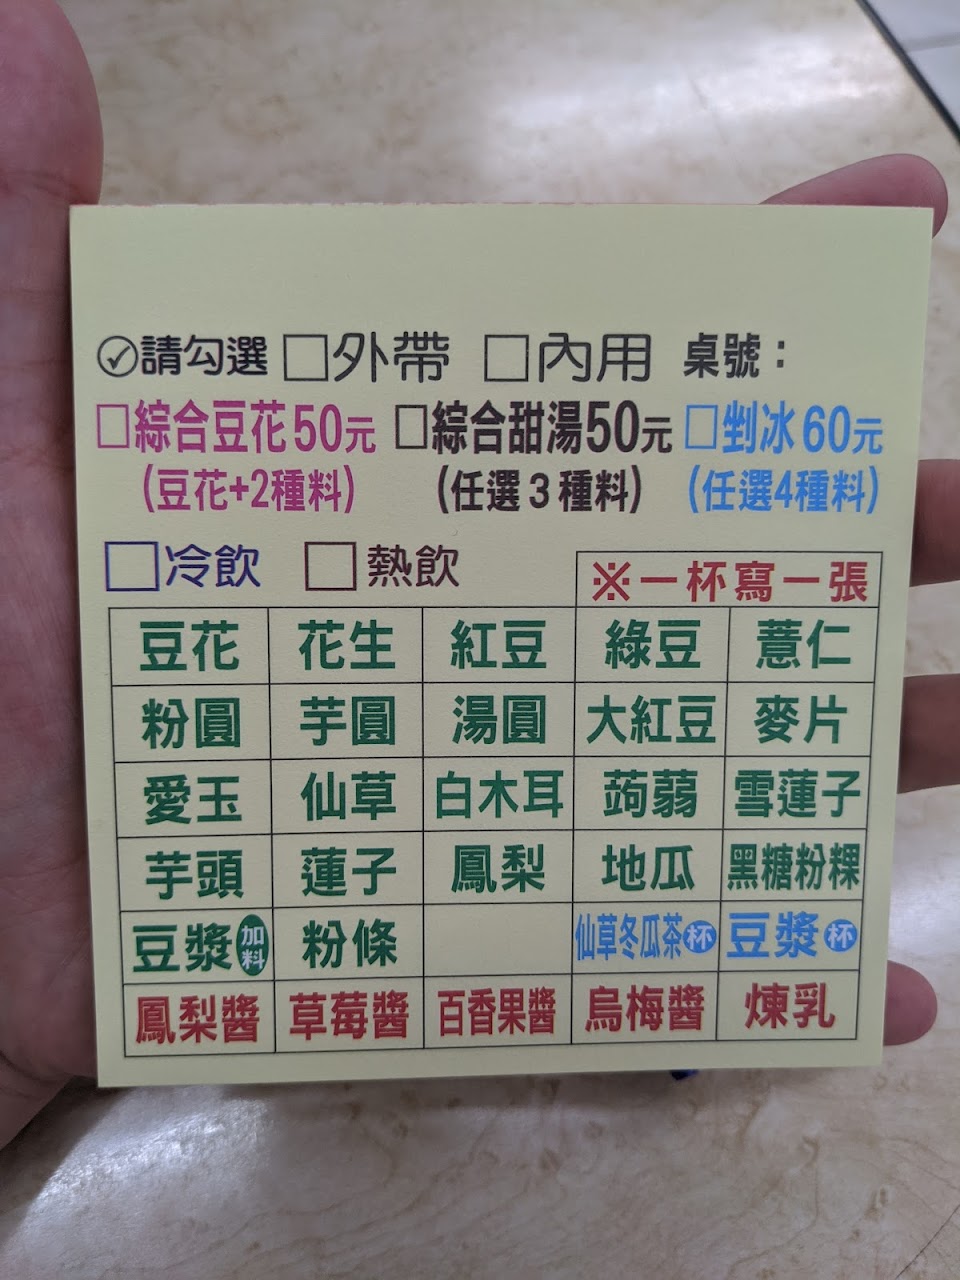 請勾選 □外帶 □內用 桌號：
□綜合豆花50元 □綜合甜湯50元 □剉冰60元
(豆花+2種料) (任選3種料) (任選4種料)
□冷飲 □熱飲 ※一杯寫一張
豆花 花生 紅豆 綠豆 薏仁
粉圓 芋圓 湯圓 大紅豆 麥片
愛玉 仙草 白木耳 蒟蒻 雪蓮子
芋頭 蓮子 鳳梨 地瓜 黑糖粉粿
豆漿加料 粉條 仙草冬瓜茶杯 豆漿杯
鳳梨醬 草莓醬 百香果醬 烏梅醬 煉乳